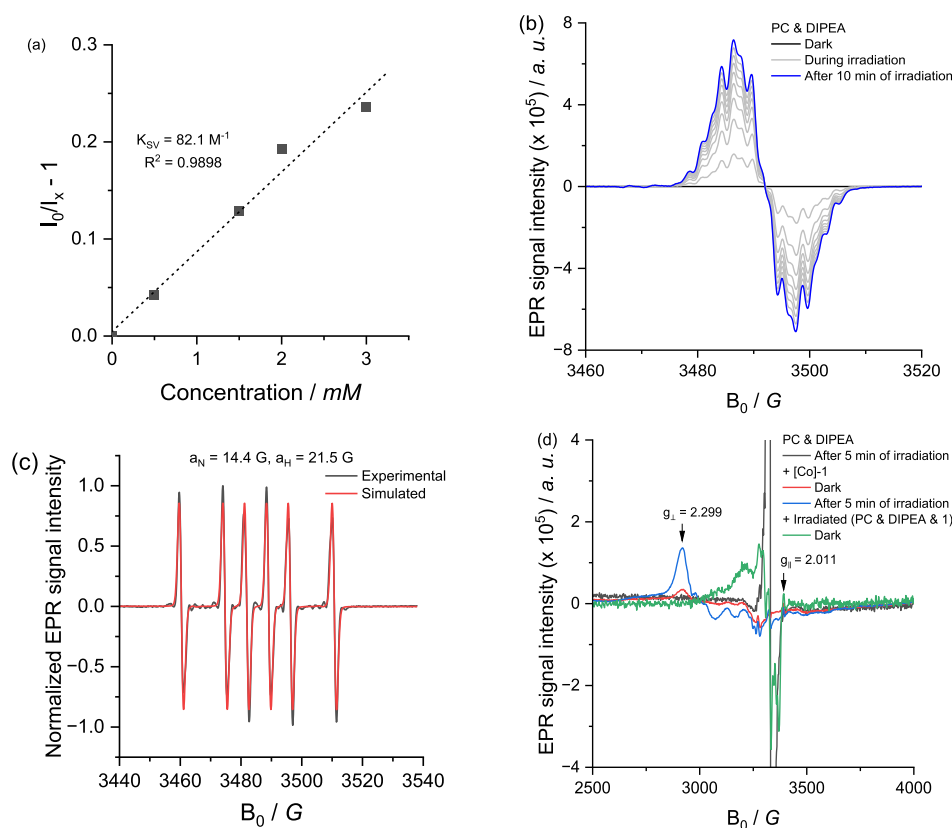 (a)
I₀/Iₓ - 1
0.3
0.2
0.1
0.0
K_SV = 82.1 M⁻¹
R² = 0.9898
0 1 2 3
Concentration / mM
(b)
EPR signal intensity (x 10⁵) / a. u.
8
4
0
-4
-8
PC & DIPEA
Dark
During irradiation
After 10 min of irradiation
3460 3480 3500 3520
B₀ / G
(c)
Normalized EPR signal intensity
1.0
0.5
0.0
-0.5
-1.0
a_N = 14.4 G, a_H = 21.5 G
Experimental
Simulated
3440 3460 3480 3500 3520 3540
B₀ / G
(d)
EPR signal intensity (x 10⁵) / a. u.
4
2
0
-2
-4
PC & DIPEA
After 5 min of irradiation
+ [Co]-1
Dark
After 5 min of irradiation
+ Irradiated (PC & DIPEA & 1)
Dark
g⊥ = 2.299
g∥ = 2.011
2500 3000 3500 4000
B₀ / G